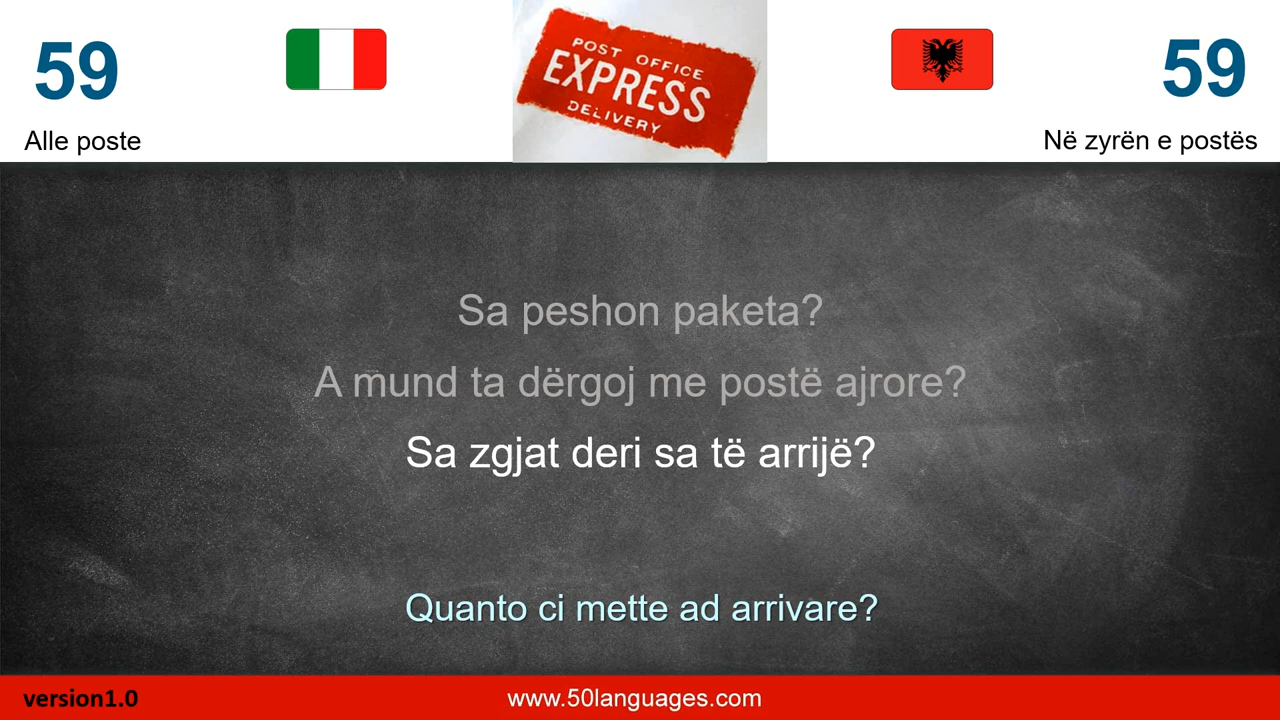 59
Alle poste
POST OFFICE
EXPRESS
DELIVERY
59
Në zyrën e postës
Sa peshon paketa?
A mund ta dërgoj me postë ajrore?
Sa zgjat deri sa të arrijë?
Quanto ci mette ad arrivare?
version1.0
www.50languages.com